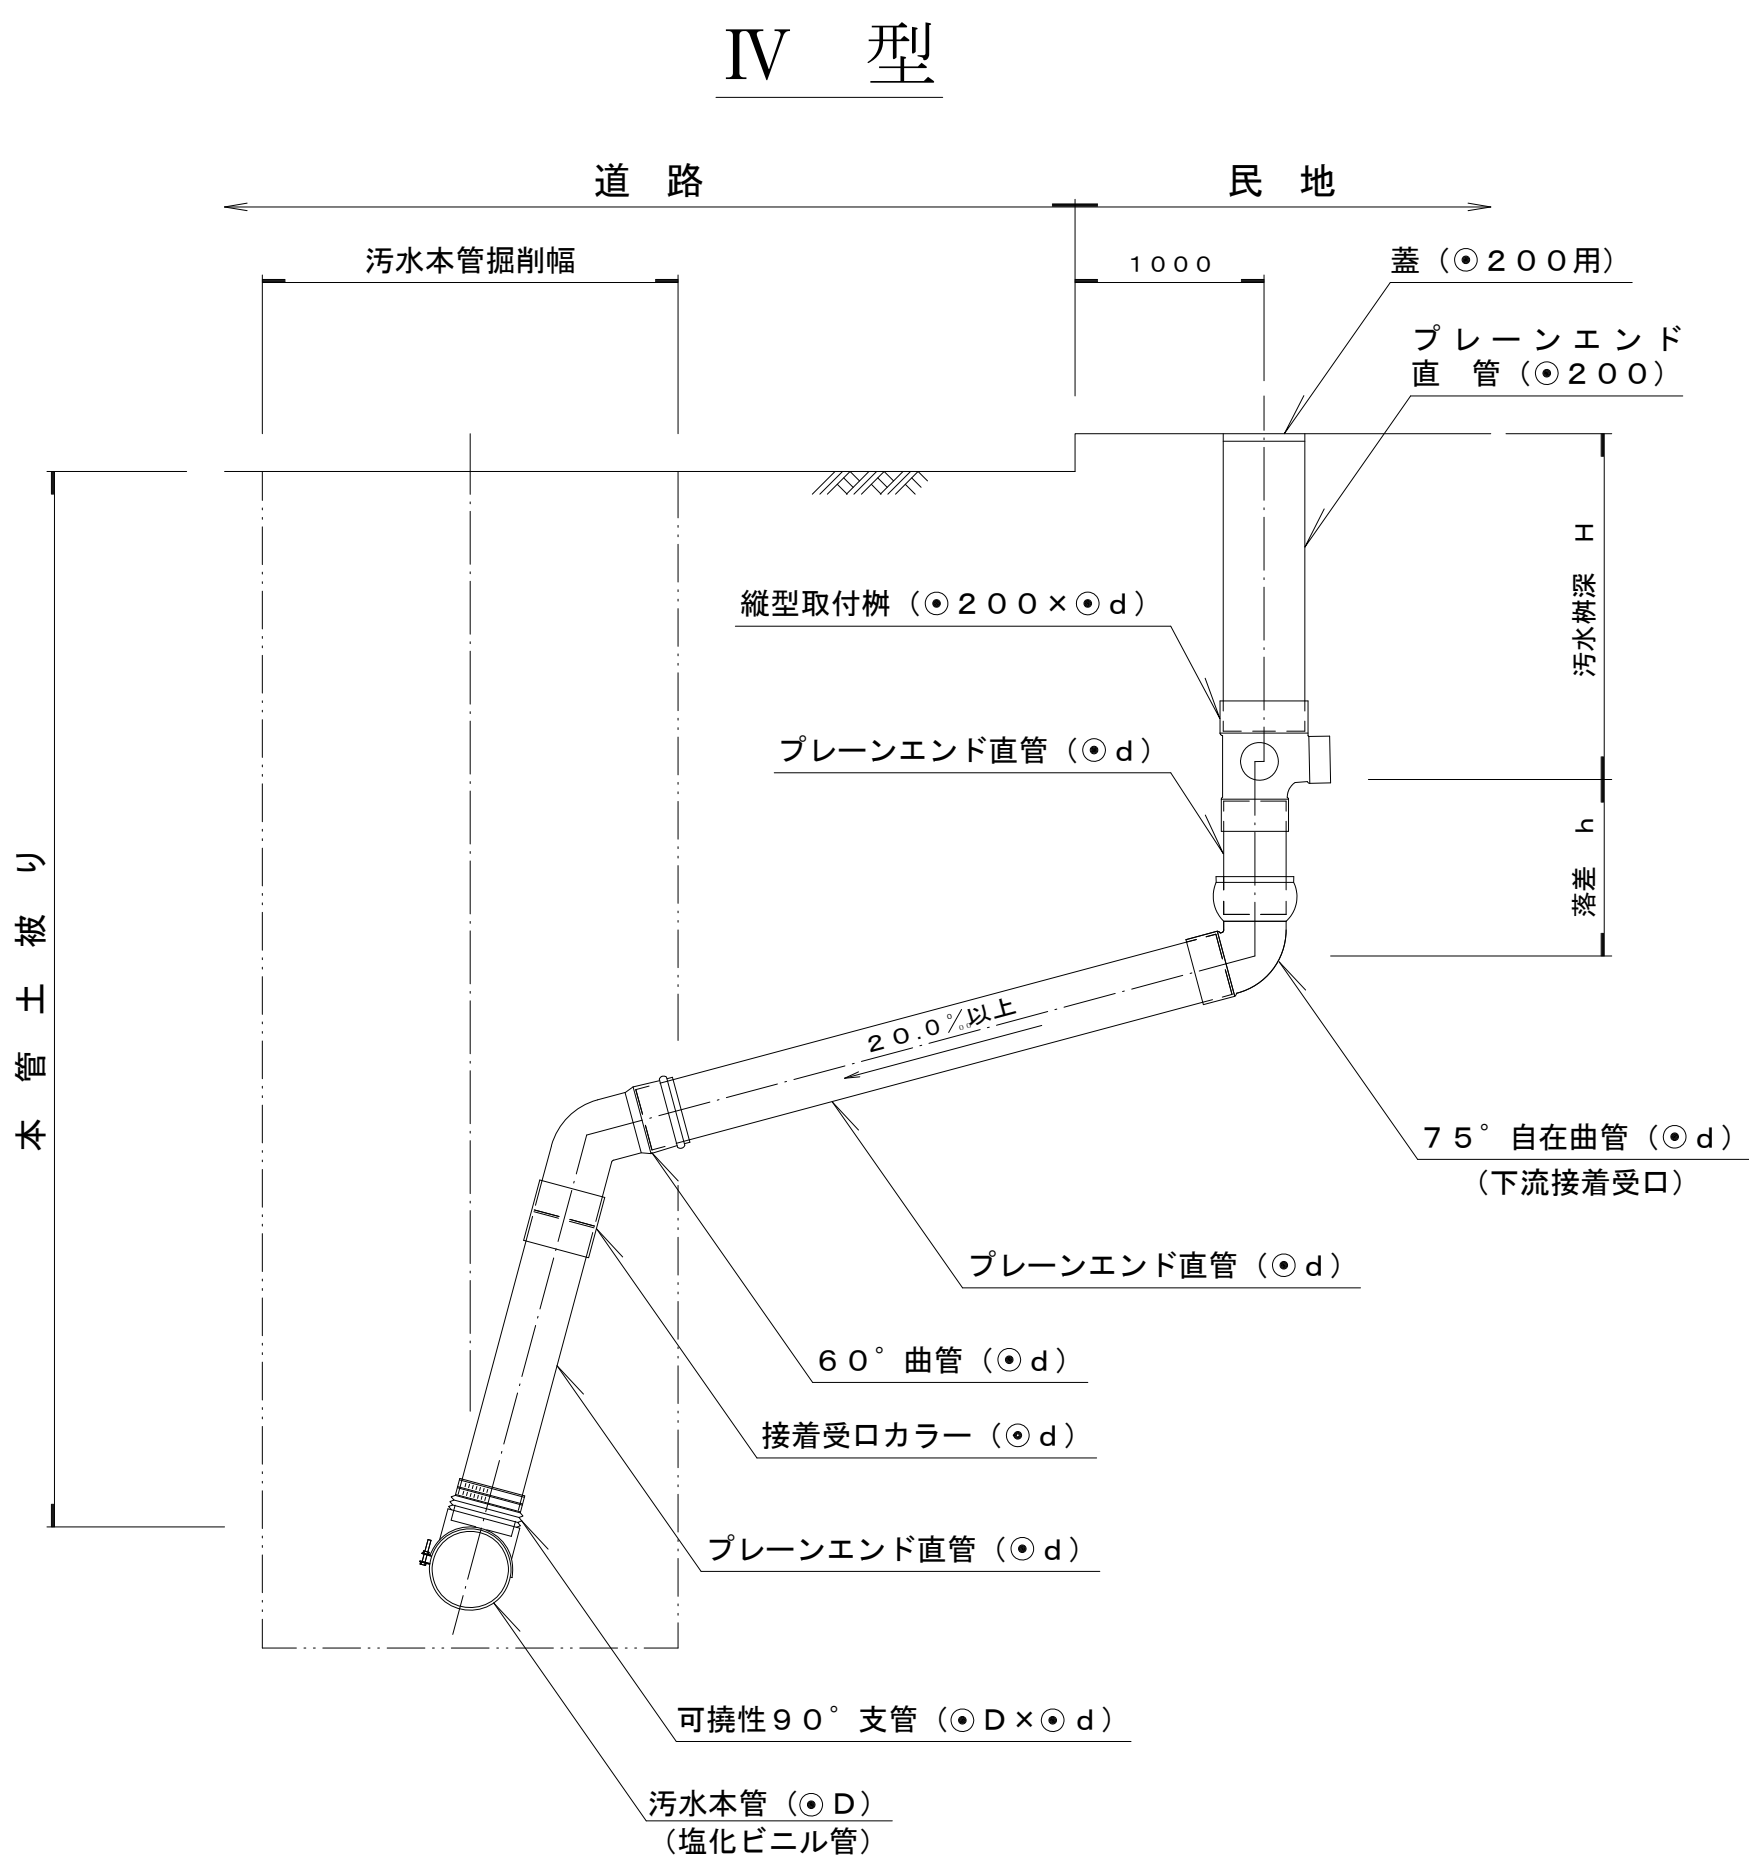 Ⅳ　型
道　路
民　地
汚水本管掘削幅
1000
蓋（⦿２００用）
プレーンエンド
直　管（⦿２００）
汚水桝深　H
縦型取付桝（⦿２００×⦿ｄ）
プレーンエンド直管（⦿ｄ）
落差　h
本管土被り
20.0‰以上
７５°自在曲管（⦿ｄ）
（下流接着受口）
プレーンエンド直管（⦿ｄ）
６０°曲管（⦿ｄ）
接着受口カラー（⦿ｄ）
プレーンエンド直管（⦿ｄ）
可撓性９０°支管（⦿Ｄ×⦿ｄ）
汚水本管（⦿Ｄ）
（塩化ビニル管）